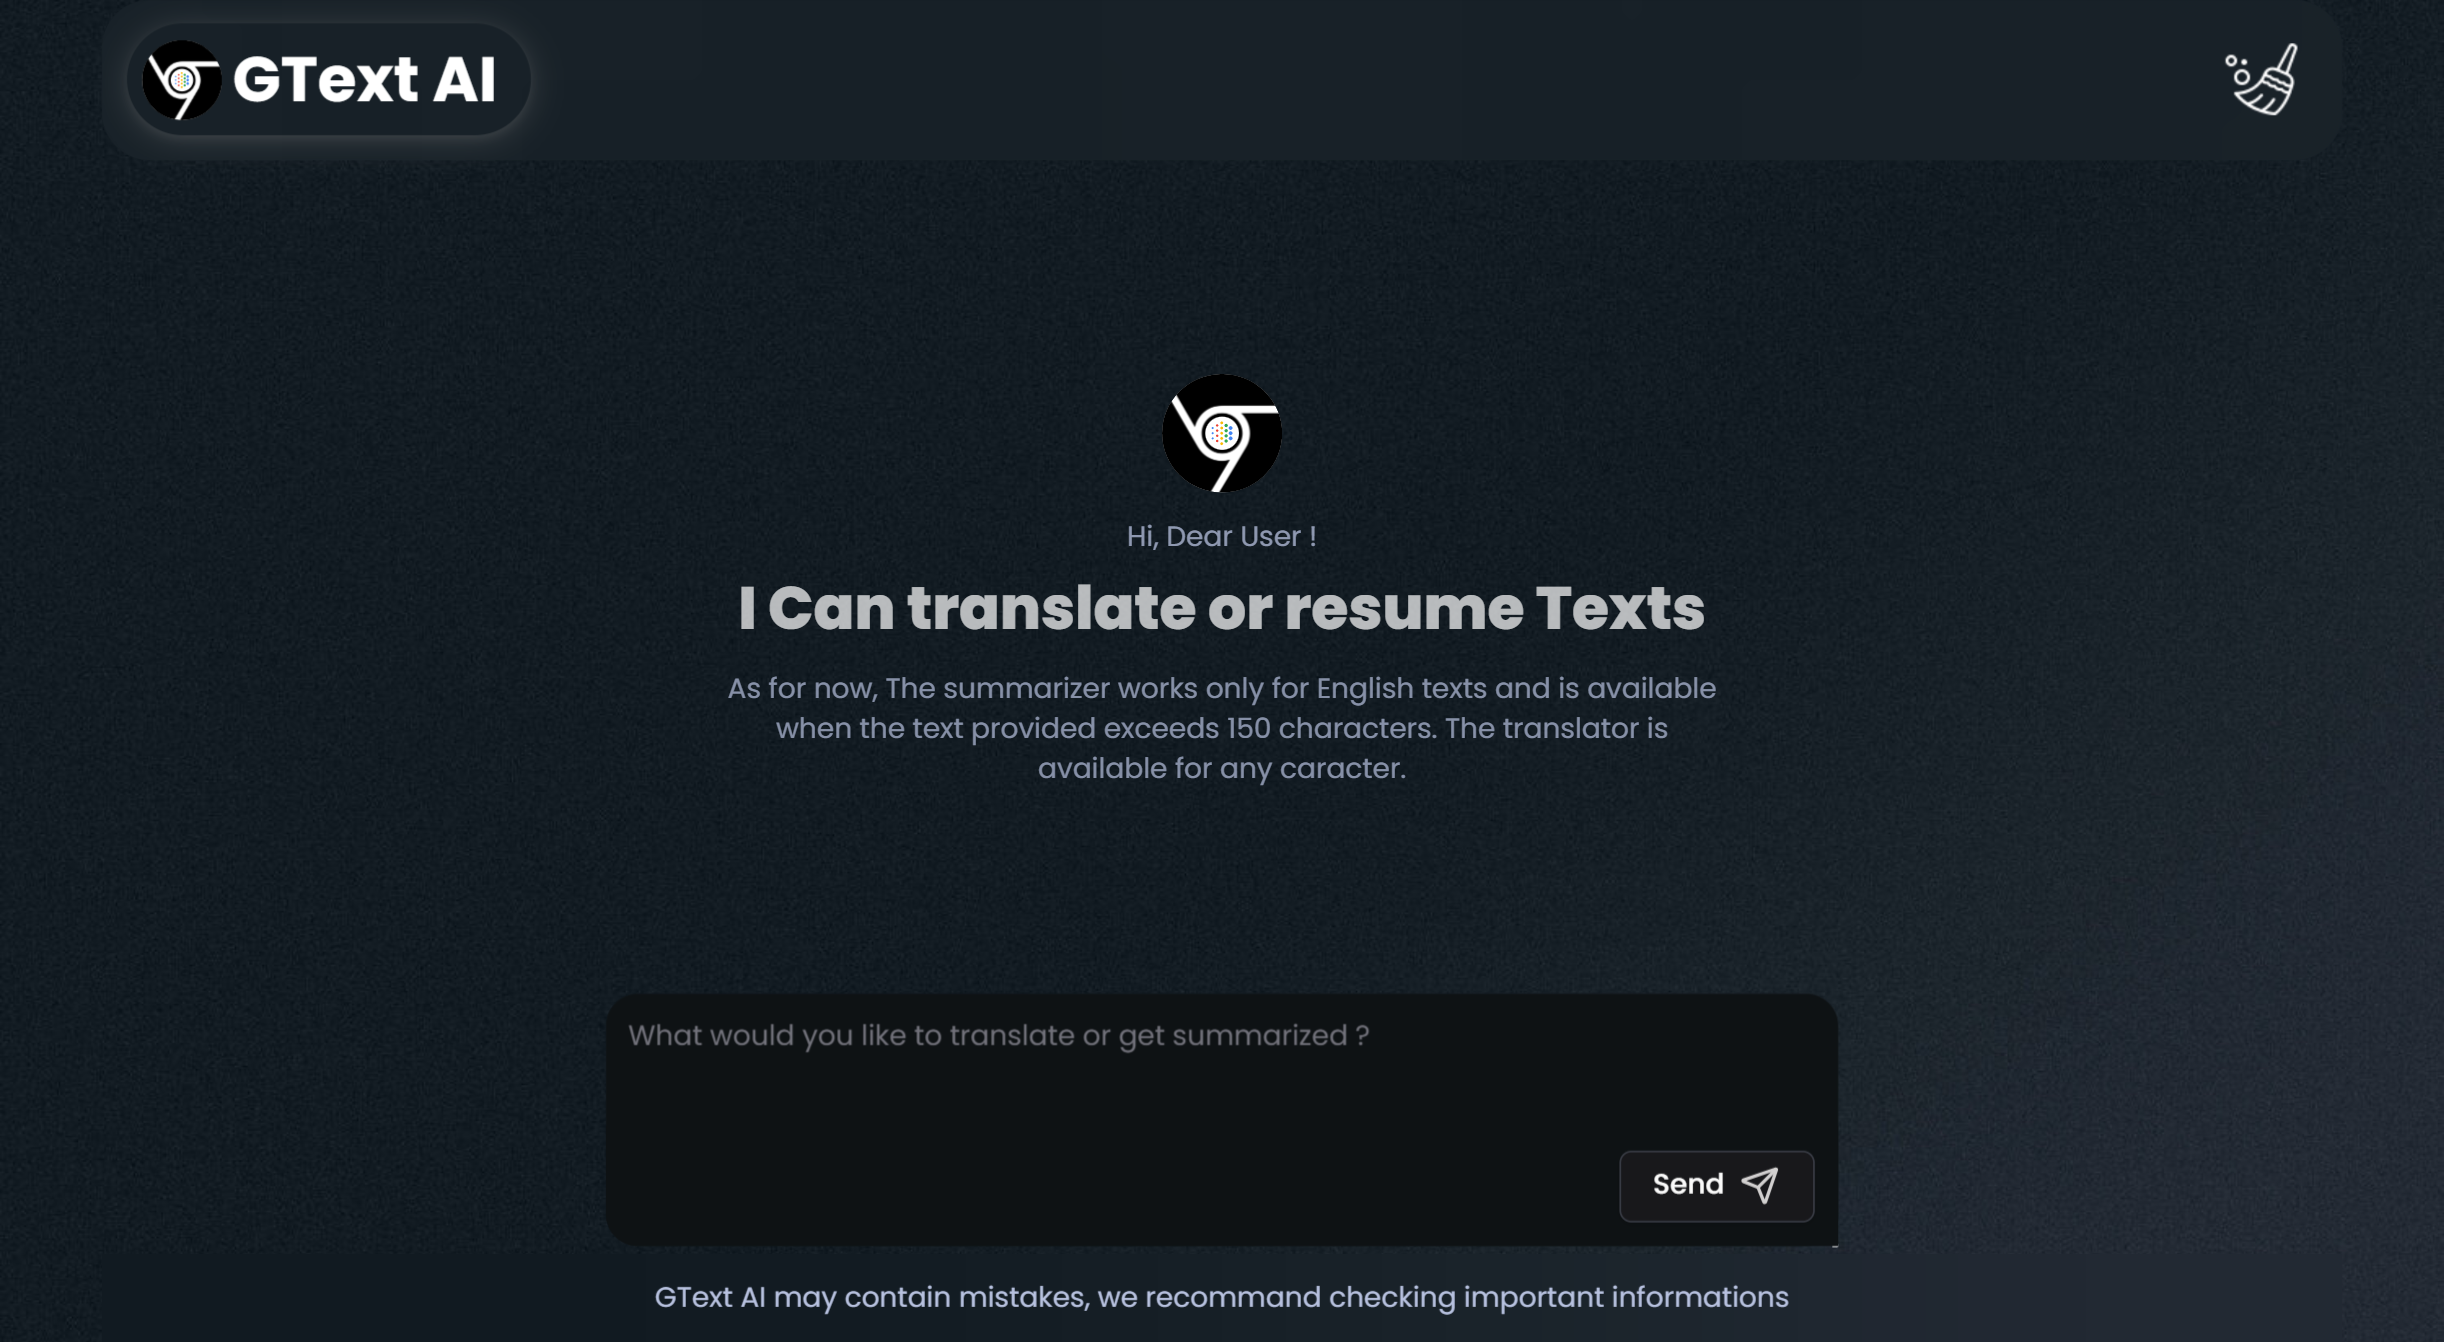 GText AI
Hi, Dear User !
I Can translate or resume Texts
As for now, The summarizer works only for English texts and is available
when the text provided exceeds 150 characters. The translator is
available for any caracter.
What would you like to translate or get summarized ?
Send
GText AI may contain mistakes, we recommand checking important informations